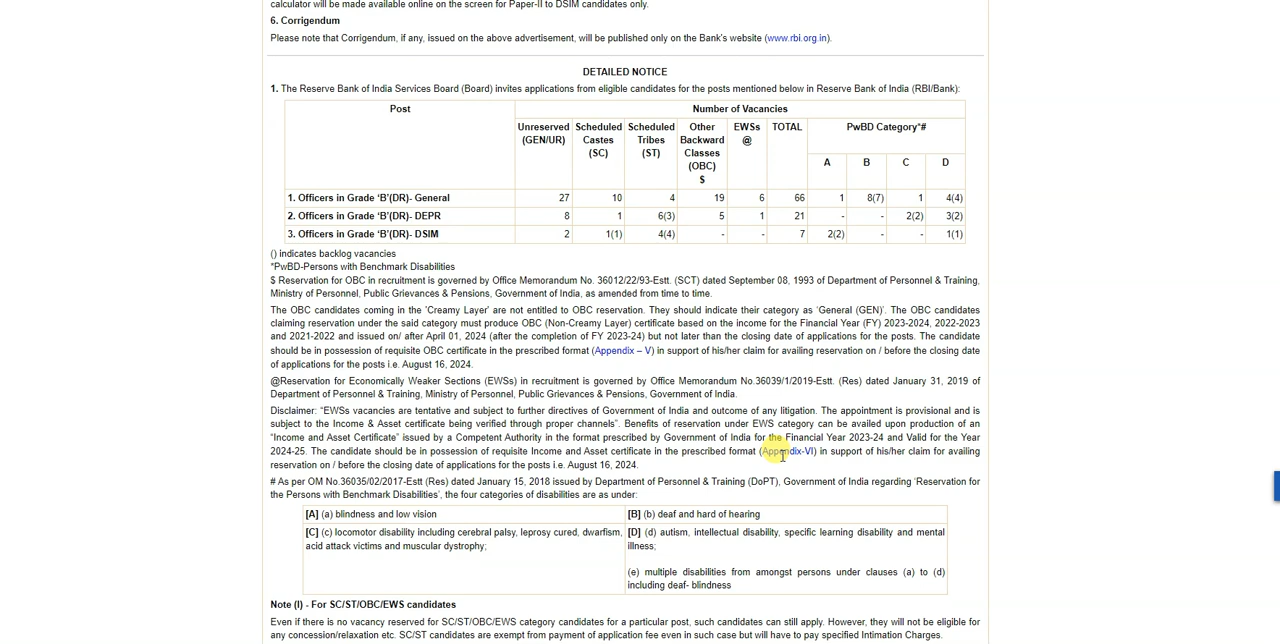 calculator will be made available online on the screen for Paper-II to DSIM candidates only.
6. Corrigendum
Please note that Corrigendum, if any, issued on the above advertisement, will be published only on the Bank's website (www.rbi.org.in).
DETAILED NOTICE
1. The Reserve Bank of India Services Board (Board) invites applications from eligible candidates for the posts mentioned below in Reserve Bank of India (RBI/Bank):
Post Number of Vacancies
Unreserved (GEN/UR) Scheduled Castes (SC) Scheduled Tribes (ST) Other Backward Classes (OBC) $ EWSs @ TOTAL PwBD Category*#
A B C D
1. Officers in Grade ‘B’(DR)- General 27 10 4 19 6 66 1 8(7) 1 4(4)
2. Officers in Grade ‘B’(DR)- DEPR 8 1 6(3) 5 1 21 - - 2(2) 3(2)
3. Officers in Grade ‘B’(DR)- DSIM 2 1(1) 4(4) - - 7 2(2) - - 1(1)
() indicates backlog vacancies
*PwBD-Persons with Benchmark Disabilities
$ Reservation for OBC in recruitment is governed by Office Memorandum No. 36012/22/93-Estt. (SCT) dated September 08, 1993 of Department of Personnel & Training,
Ministry of Personnel, Public Grievances & Pensions, Government of India, as amended from time to time.
The OBC candidates coming in the 'Creamy Layer' are not entitled to OBC reservation. They should indicate their category as ‘General (GEN)’. The OBC candidates
claiming reservation under the said category must produce OBC (Non-Creamy Layer) certificate based on the income for the Financial Year (FY) 2023-2024, 2022-2023
and 2021-2022 and issued on/ after April 01, 2024 (after the completion of FY 2023-24) but not later than the closing date of applications for the posts. The candidate
should be in possession of requisite OBC certificate in the prescribed format (Appendix – V) in support of his/her claim for availing reservation on / before the closing date
of applications for the posts i.e. August 16, 2024.
@Reservation for Economically Weaker Sections (EWSs) in recruitment is governed by Office Memorandum No.36039/1/2019-Estt. (Res) dated January 31, 2019 of
Department of Personnel & Training, Ministry of Personnel, Public Grievances & Pensions, Government of India.
Disclaimer: “EWSs vacancies are tentative and subject to further directives of Government of India and outcome of any litigation. The appointment is provisional and is
subject to the Income & Asset certificate being verified through proper channels”. Benefits of reservation under EWS category can be availed upon production of an
“Income and Asset Certificate” issued by a Competent Authority in the format prescribed by Government of India for the Financial Year 2023-24 and Valid for the Year
2024-25. The candidate should be in possession of requisite Income and Asset certificate in the prescribed format (Appendix-VI) in support of his/her claim for availing
reservation on / before the closing date of applications for the posts i.e. August 16, 2024.
# As per OM No.36035/02/2017-Estt (Res) dated January 15, 2018 issued by Department of Personnel & Training (DoPT), Government of India regarding ‘Reservation for
the Persons with Benchmark Disabilities’, the four categories of disabilities are as under:
[A] (a) blindness and low vision
[B] (b) deaf and hard of hearing
[C] (c) locomotor disability including cerebral palsy, leprosy cured, dwarfism,
acid attack victims and muscular dystrophy;
[D] (d) autism, intellectual disability, specific learning disability and mental
illness;
(e) multiple disabilities from amongst persons under clauses (a) to (d)
including deaf- blindness
Note (I) - For SC/ST/OBC/EWS candidates
Even if there is no vacancy reserved for SC/ST/OBC/EWS category candidates for a particular post, such candidates can still apply. However, they will not be eligible for
any concession/relaxation etc. SC/ST candidates are exempt from payment of application fee even in such case but will have to pay specified Intimation Charges.